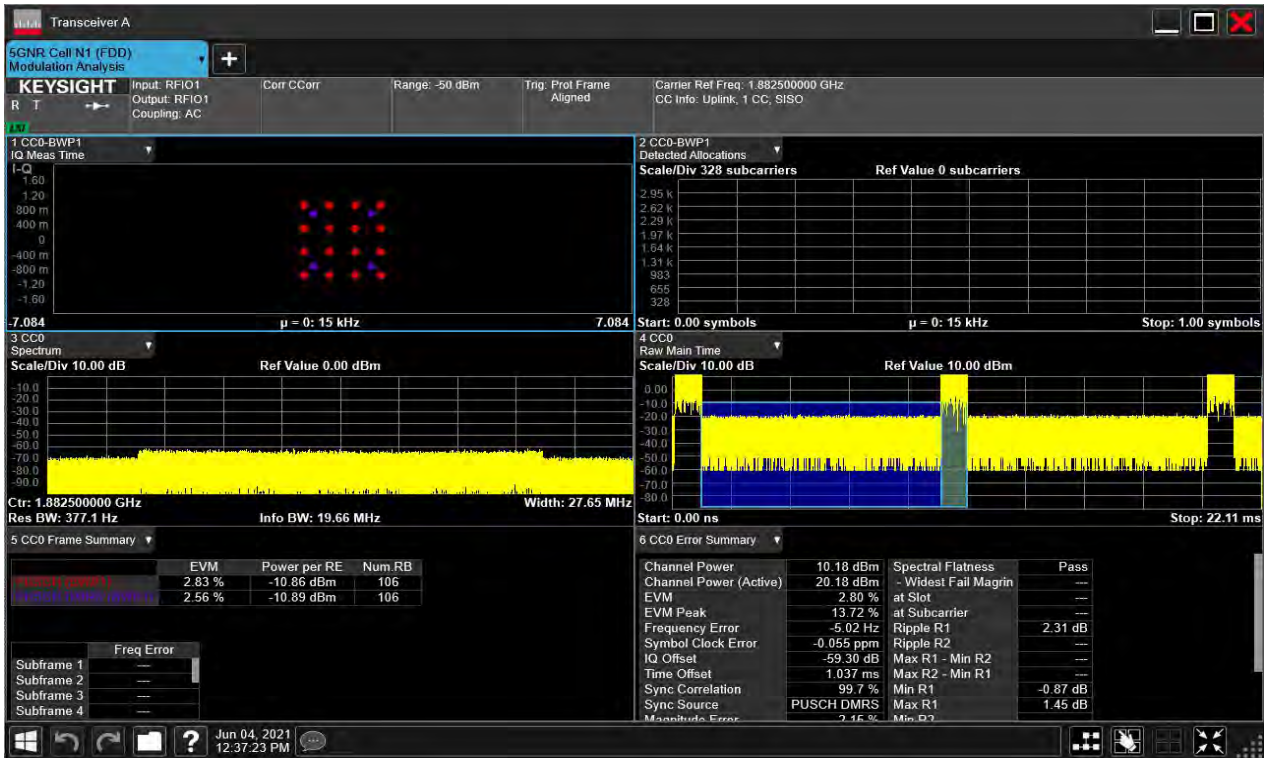 Transceiver A
5GNR Cell N1 (FDD)
Modulation Analysis
+
KEYSIGHT
R T
LXI
Input: RFIO1
Output: RFIO1
Coupling: AC
Corr CCorr
Range: -50 dBm
Trig: Prot Frame
Aligned
Carrier Ref Freq: 1.882500000 GHz
CC Info: Uplink, 1 CC, SISO
1 CC0-BWP1
IQ Meas Time
I-Q
1.60
1.20
800 m
400 m
0
-400 m
-800 m
-1.20
-1.60
-7.084 µ = 0: 15 kHz 7.084
2 CC0-BWP1
Detected Allocations
Scale/Div 328 subcarriers Ref Value 0 subcarriers
2.95 k
2.62 k
2.29 k
1.97 k
1.64 k
1.31 k
983
655
328
Start: 0.00 symbols µ = 0: 15 kHz Stop: 1.00 symbols
3 CC0
Spectrum
Scale/Div 10.00 dB Ref Value 0.00 dBm
-10.0
-20.0
-30.0
-40.0
-50.0
-60.0
-70.0
-80.0
-90.0
Ctr: 1.882500000 GHz Width: 27.65 MHz
Res BW: 377.1 Hz Info BW: 19.66 MHz
4 CC0
Raw Main Time
Scale/Div 10.00 dB Ref Value 10.00 dBm
0.00
-10.0
-20.0
-30.0
-40.0
-50.0
-60.0
-70.0
-80.0
Start: 0.00 ns Stop: 22.11 ms
5 CC0 Frame Summary
EVM Power per RE Num RB
2.83 % -10.86 dBm 106
2.56 % -10.89 dBm 106
Freq Error
Subframe 1 ---
Subframe 2 ---
Subframe 3 ---
Subframe 4 ---
6 CC0 Error Summary
Channel Power 10.18 dBm Spectral Flatness Pass
Channel Power (Active) 20.18 dBm - Widest Fail Magrin ---
EVM 2.80 % at Slot ---
EVM Peak 13.72 % at Subcarrier ---
Frequency Error -5.02 Hz Ripple R1 2.31 dB
Symbol Clock Error -0.055 ppm Ripple R2 ---
IQ Offset -59.30 dB Max R1 - Min R2 ---
Time Offset 1.037 ms Max R2 - Min R1 ---
Sync Correlation 99.7 % Min R1 -0.87 dB
Sync Source PUSCH DMRS Max R1 1.45 dB
Magnitude Error 2.16 % Min R2
?
Jun 04, 2021
12:37:23 PM